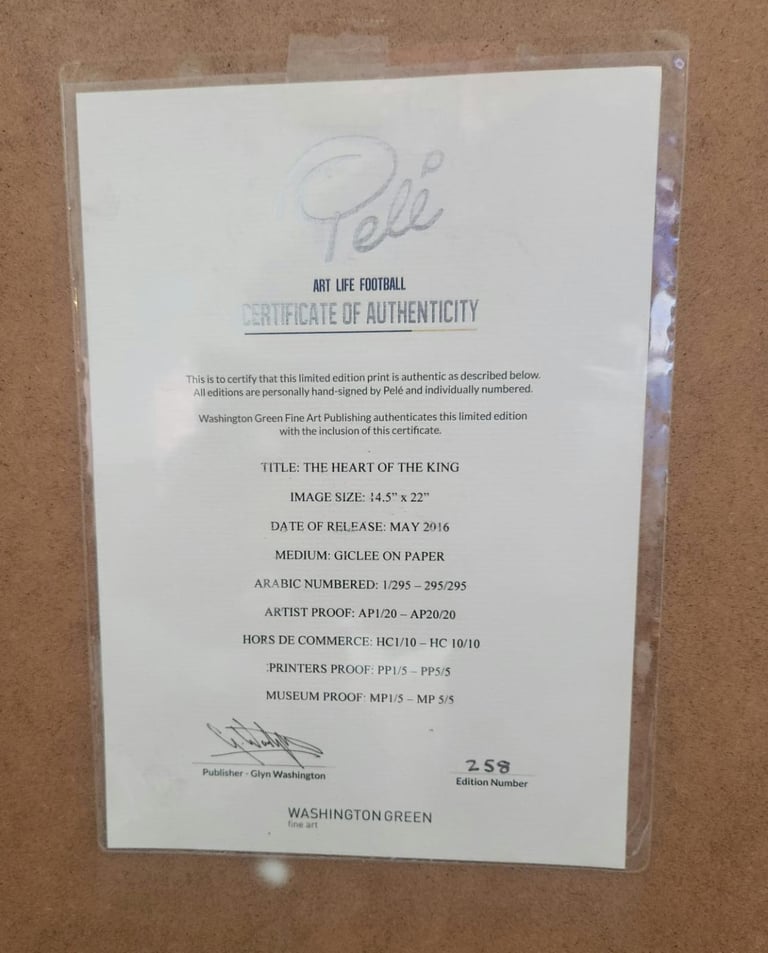 Pelé
ART LIFE FOOTBALL
CERTIFICATE OF AUTHENTICITY
This is to certify that this limited edition print is authentic as described below.
All editions are personally hand-signed by Pelé and individually numbered.
Washington Green Fine Art Publishing authenticates this limited edition
with the inclusion of this certificate.
TITLE: THE HEART OF THE KING
IMAGE SIZE: 14.5" x 22"
DATE OF RELEASE: MAY 2016
MEDIUM: GICLEE ON PAPER
ARABIC NUMBERED: 1/295 – 295/295
ARTIST PROOF: AP1/20 – AP20/20
HORS DE COMMERCE: HC1/10 – HC 10/10
PRINTERS PROOF: PP1/5 – PP5/5
MUSEUM PROOF: MP1/5 – MP 5/5
Publisher - Glyn Washington
258
Edition Number
WASHINGTON GREEN
fine art